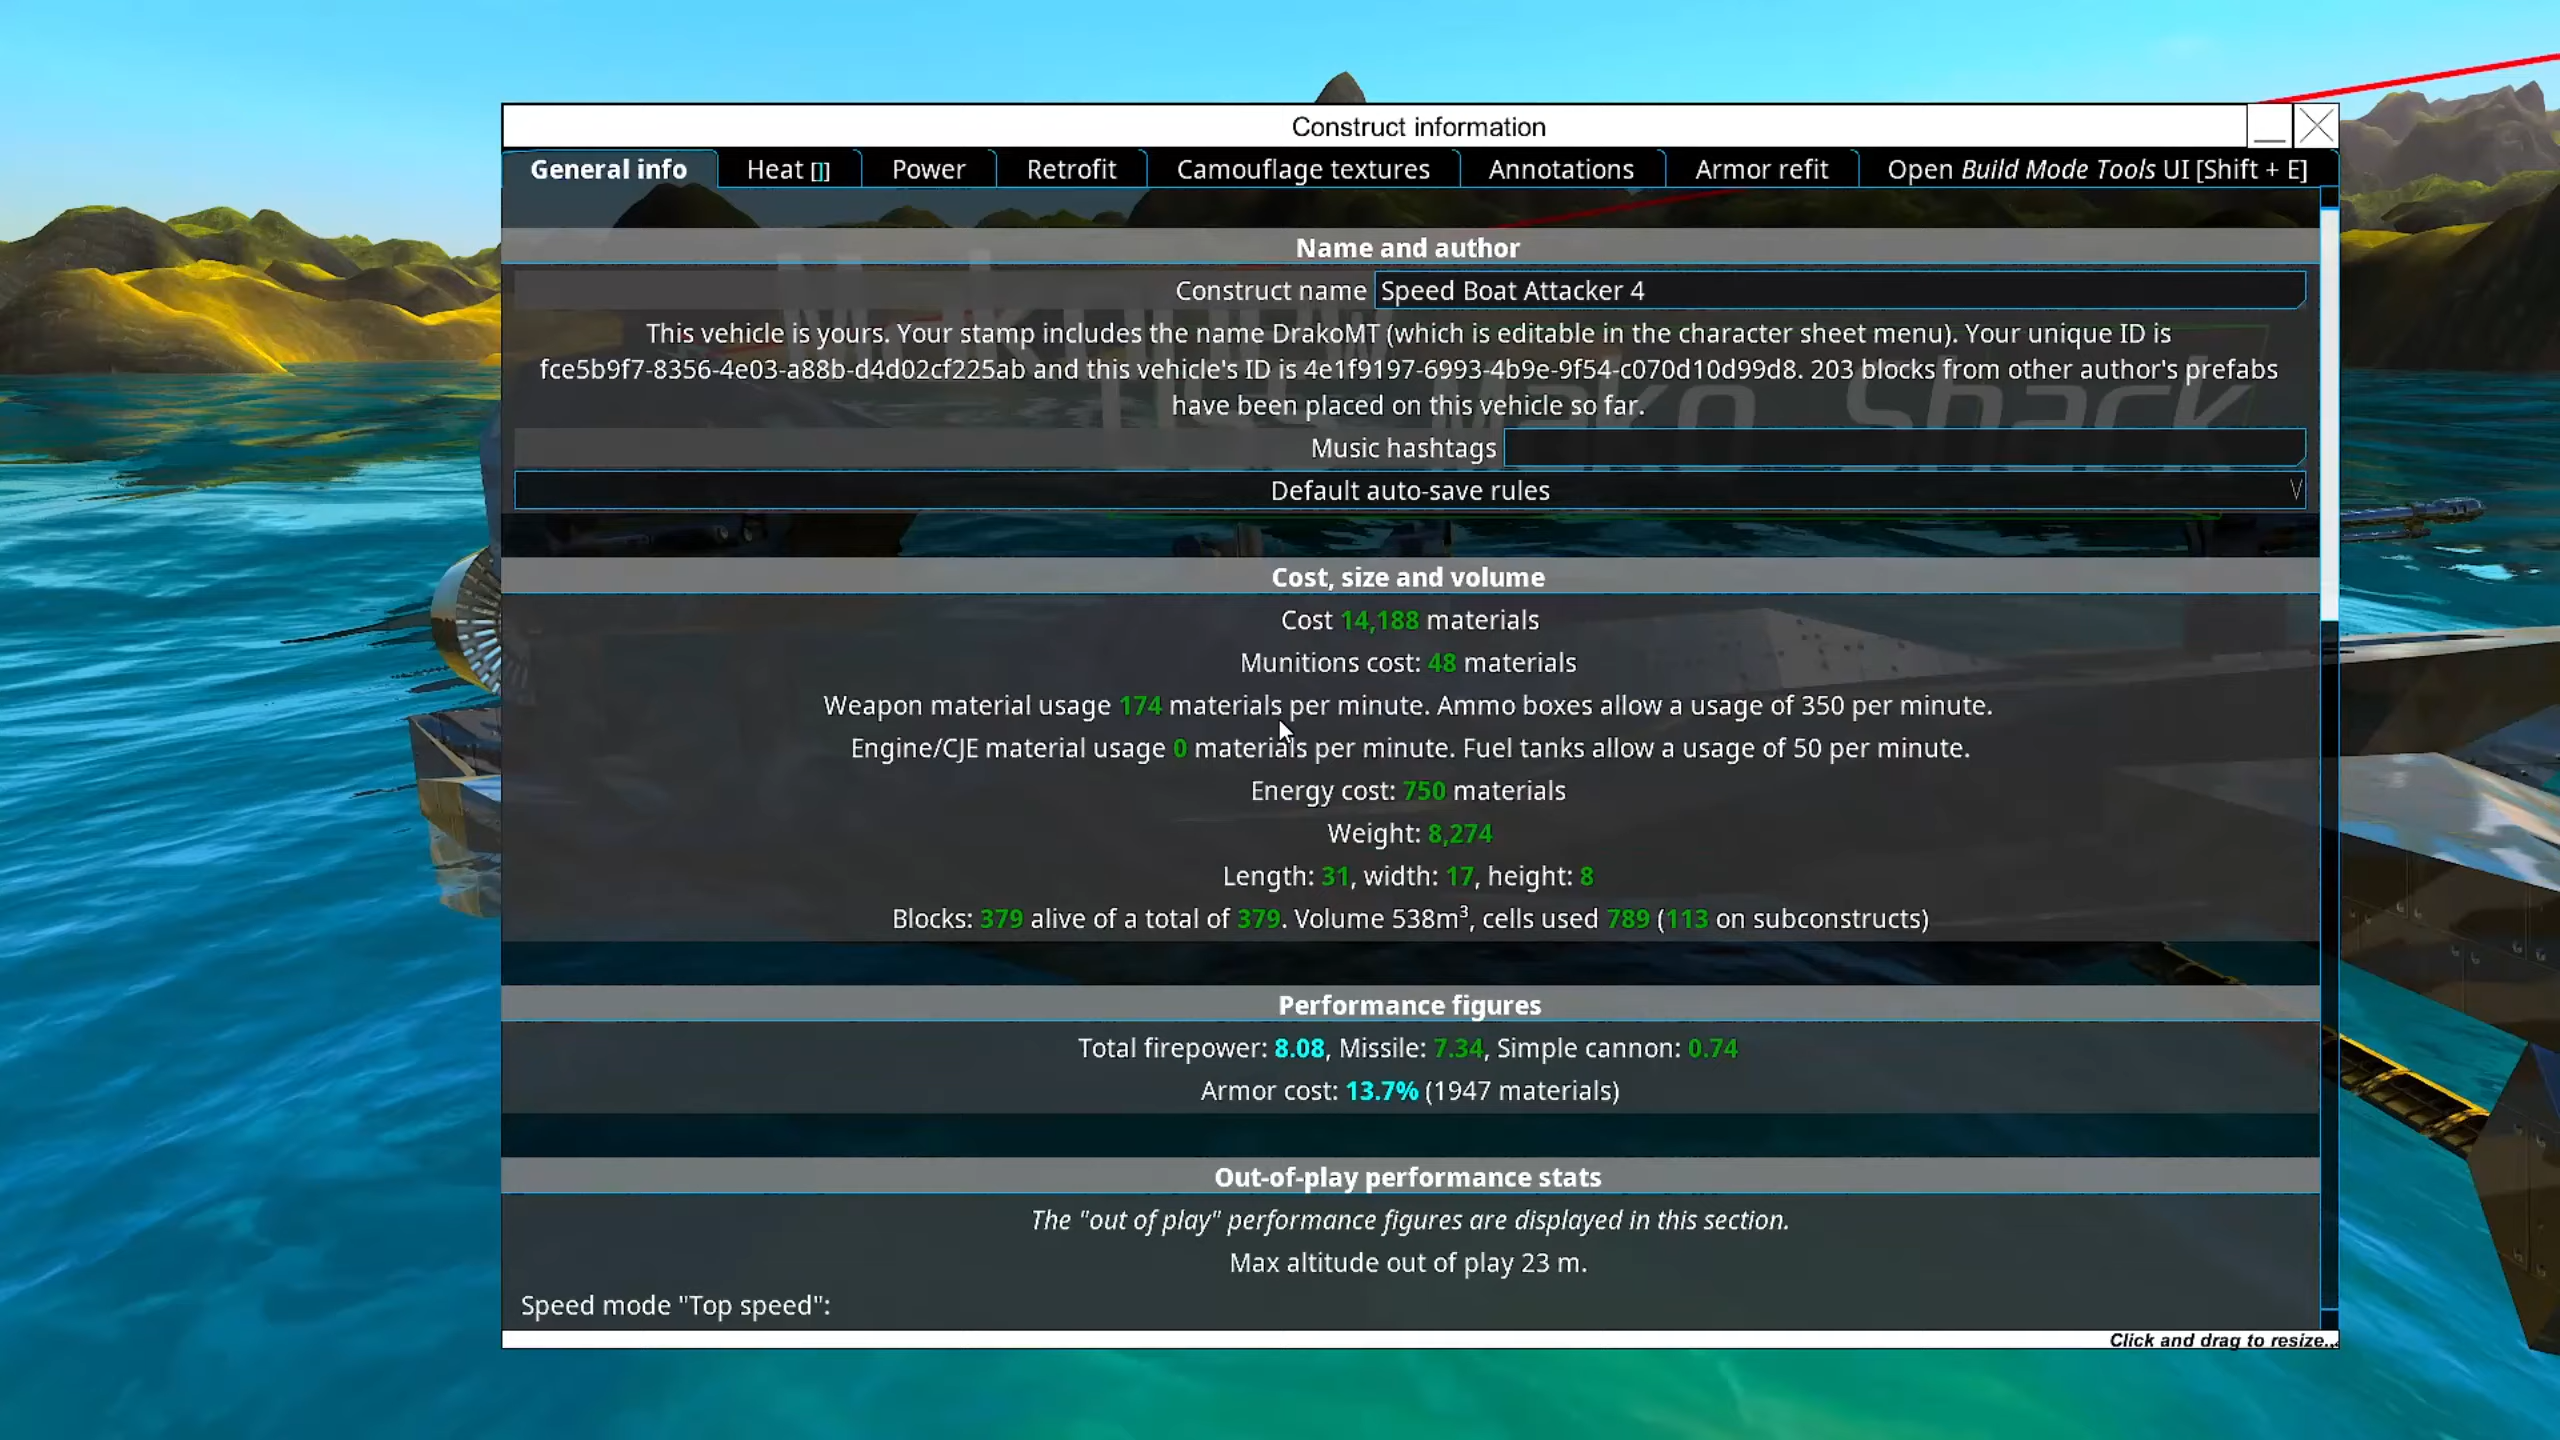 Construct information
General info
Heat []
Power
Retrofit
Camouflage textures
Annotations
Armor refit
Open Build Mode Tools UI [Shift + E]
Name and author
Construct name Speed Boat Attacker 4
This vehicle is yours. Your stamp includes the name DrakoMT (which is editable in the character sheet menu). Your unique ID is
fce5b9f7-8356-4e03-a88b-d4d02cf225ab and this vehicle's ID is 4e1f9197-6993-4b9e-9f54-c070d10d99d8. 203 blocks from other author's prefabs
have been placed on this vehicle so far.
Mako Shack
Music hashtags
Default auto-save rules
Cost, size and volume
Cost 14,188 materials
Munitions cost: 48 materials
Weapon material usage 174 materials per minute. Ammo boxes allow a usage of 350 per minute.
Engine/CJE material usage 0 materials per minute. Fuel tanks allow a usage of 50 per minute.
Energy cost: 750 materials
Weight: 8,274
Length: 31, width: 17, height: 8
Blocks: 379 alive of a total of 379. Volume 538m³, cells used 789 (113 on subconstructs)
Performance figures
Total firepower: 8.08, Missile: 7.34, Simple cannon: 0.74
Armor cost: 13.7% (1947 materials)
Out-of-play performance stats
The "out of play" performance figures are displayed in this section.
Max altitude out of play 23 m.
Speed mode "Top speed":
Click and drag to resize...